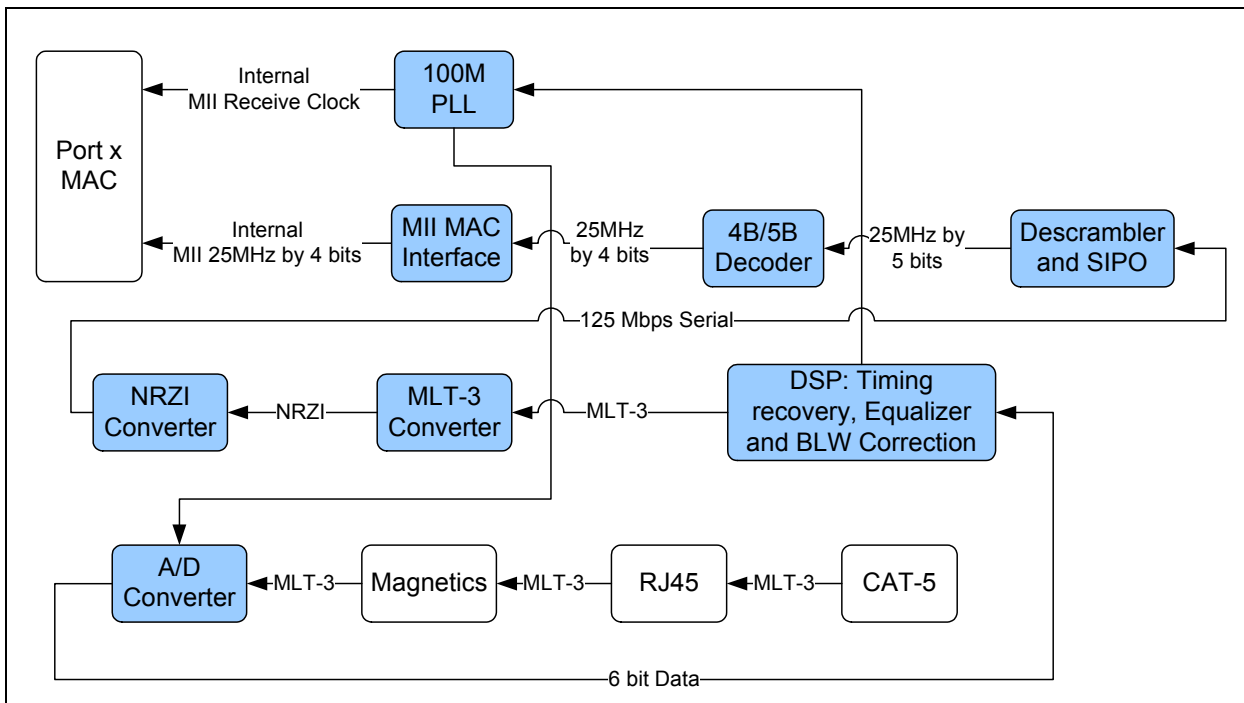 Internal
MII Receive Clock
100M
PLL
Port x
MAC
Internal
MII 25MHz by 4 bits
MII MAC
Interface
25MHz
by 4 bits
4B/5B
Decoder
25MHz by
5 bits
Descrambler
and SIPO
125 Mbps Serial
NRZI
Converter
NRZI
MLT-3
Converter
MLT-3
DSP: Timing
recovery, Equalizer
and BLW Correction
A/D
Converter
MLT-3
Magnetics
MLT-3
RJ45
MLT-3
CAT-5
6 bit Data